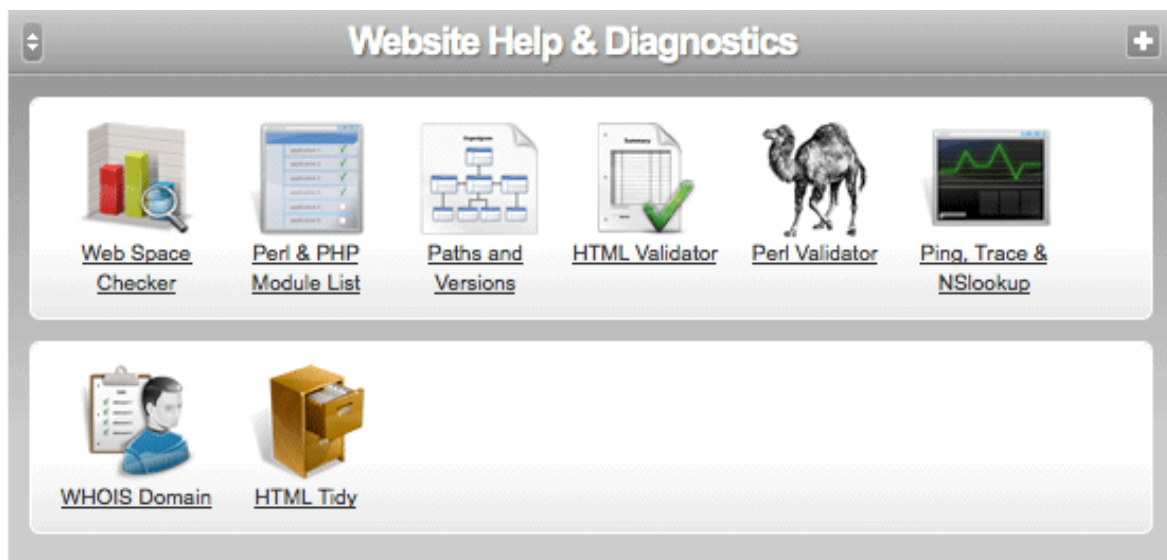 Website Help & Diagnostics
Summary
Web Space
Checker
Perl & PHP
Module List
Paths and
Versions
HTML Validator
Perl Validator
Ping, Trace &
NSlookup
WHOIS Domain
HTML Tidy